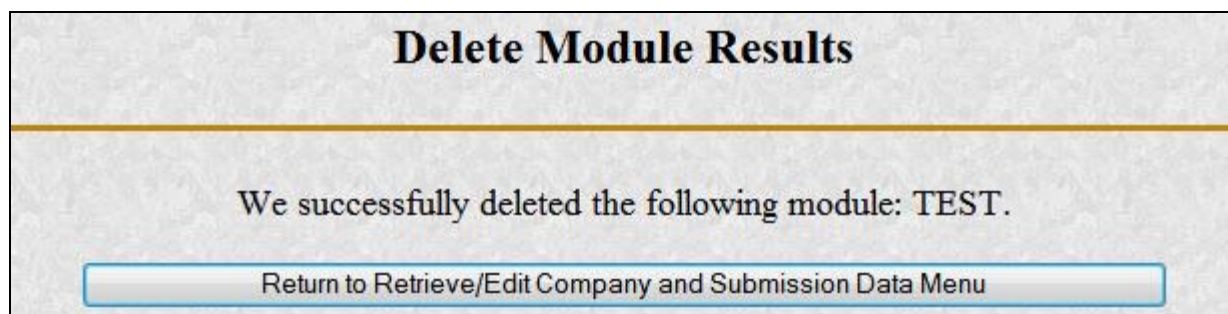 Delete Module Results
We successfully deleted the following module: TEST.
Return to Retrieve/Edit Company and Submission Data Menu